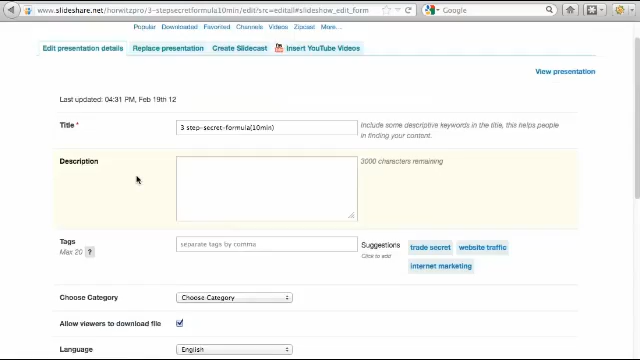 www.slideshare.net/horwitzpro/3-stepsecretformula10min/edit/src=editall#slideshow_edit_form
Google
Popular Downloaded Favorited Channels Videos Zipcast More...
Edit presentation details Replace presentation Create Slidecast Insert YouTube Videos
View presentation
Last updated: 04:31 PM, Feb 19th 12
Title * 3 step-secret-formula(10min) Include some descriptive keywords in the title, this helps people
in finding your content.
Description 3000 characters remaining
Tags separate tags by comma Suggestions trade secret website traffic
Max 20 ? Click to add
internet marketing
Choose Category Choose Category
Allow viewers to download file
Language English